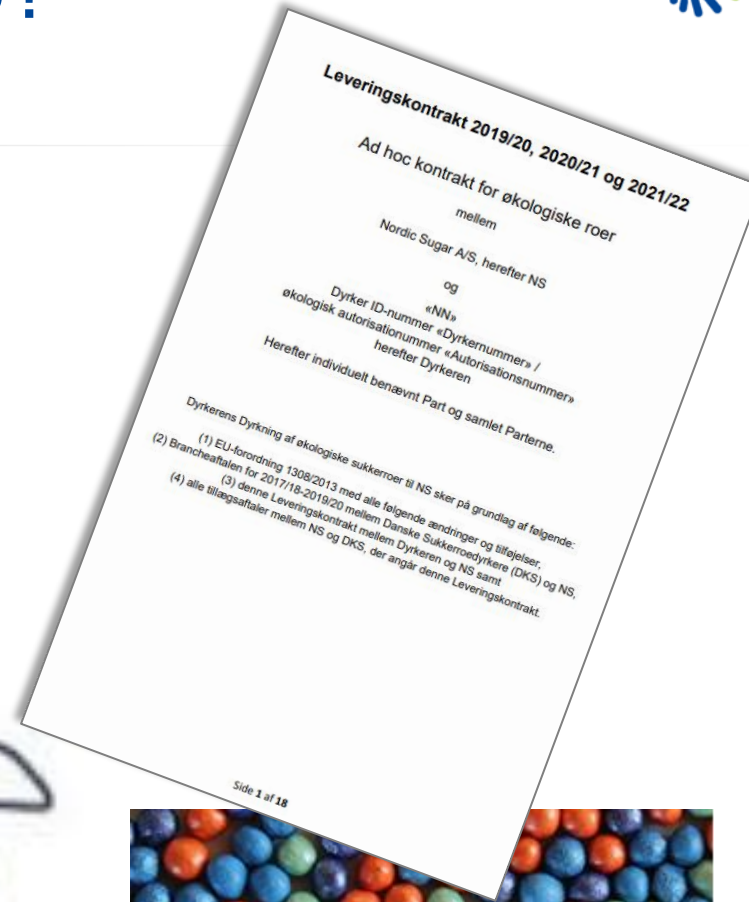 ?
Leveringskontrakt 2019/20, 2020/21 og 2021/22
Ad hoc kontrakt for økologiske roer
mellem
Nordic Sugar A/S, herefter NS
og
«NN»
Dyrker ID-nummer «Dyrkernummer» /
økologisk autorisationummer «Autorisationsnummer»
herefter Dyrkeren
Herefter individuelt benævnt Part og samlet Parterne.
Dyrkerens Dyrkning af økologiske sukkerroer til NS sker på grundlag af følgende:
(1) EU-forordning 1308/2013 med alle følgende ændringer og tilføjelser,
(2) Brancheaftalen for 2017/18-2019/20 mellem Danske Sukkerroedyrkere (DKS) og NS,
(3) denne Leveringskontrakt mellem Dyrkeren og NS samt
(4) alle tillægsaftaler mellem NS og DKS, der angår denne Leveringskontrakt.
Side 1 af 18